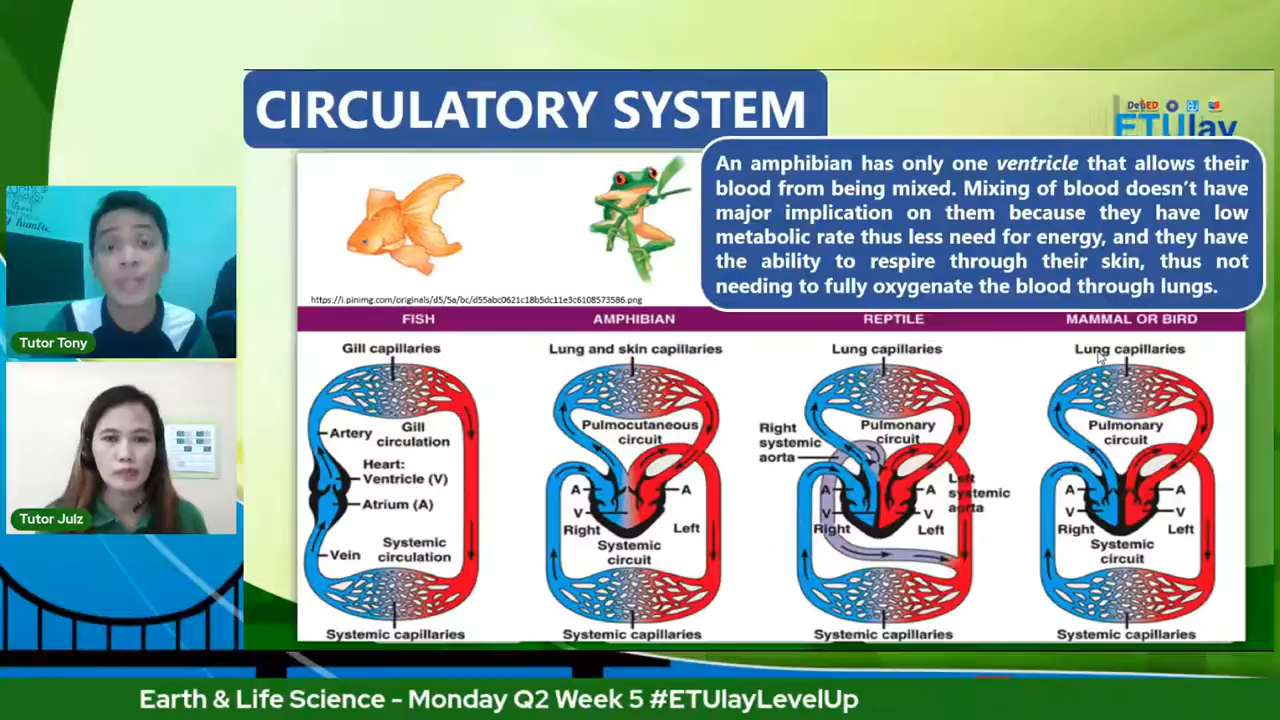 CIRCULATORY SYSTEM
DepED
ETUlay
An amphibian has only one ventricle that allows their
blood from being mixed. Mixing of blood doesn't have
major implication on them because they have low
metabolic rate thus less need for energy, and they have
the ability to respire through their skin, thus not
needing to fully oxygenate the blood through lungs.
https://i.pinimg.com/originals/d5/5a/bc/d55abc0621c18b5dc11e3c6108573586.png
FISH
AMPHIBIAN
REPTILE
MAMMAL OR BIRD
Gill capillaries
Artery
Gill
circulation
Heart:
Ventricle (V)
Atrium (A)
Vein
Systemic
circulation
Systemic capillaries
Lung and skin capillaries
Pulmocutaneous
circuit
A
A
V
V
Right
Left
Systemic
circuit
Systemic capillaries
Lung capillaries
Right
systemic
aorta
Pulmonary
circuit
A
A
V
V
Left
systemic
aorta
Right
Left
Systemic capillaries
Lung capillaries
Pulmonary
circuit
A
A
V
V
Right
Left
Systemic
circuit
Systemic capillaries
humble.
Tutor Tony
Tutor Julz
Earth & Life Science - Monday Q2 Week 5 #ETUlayLevelUp